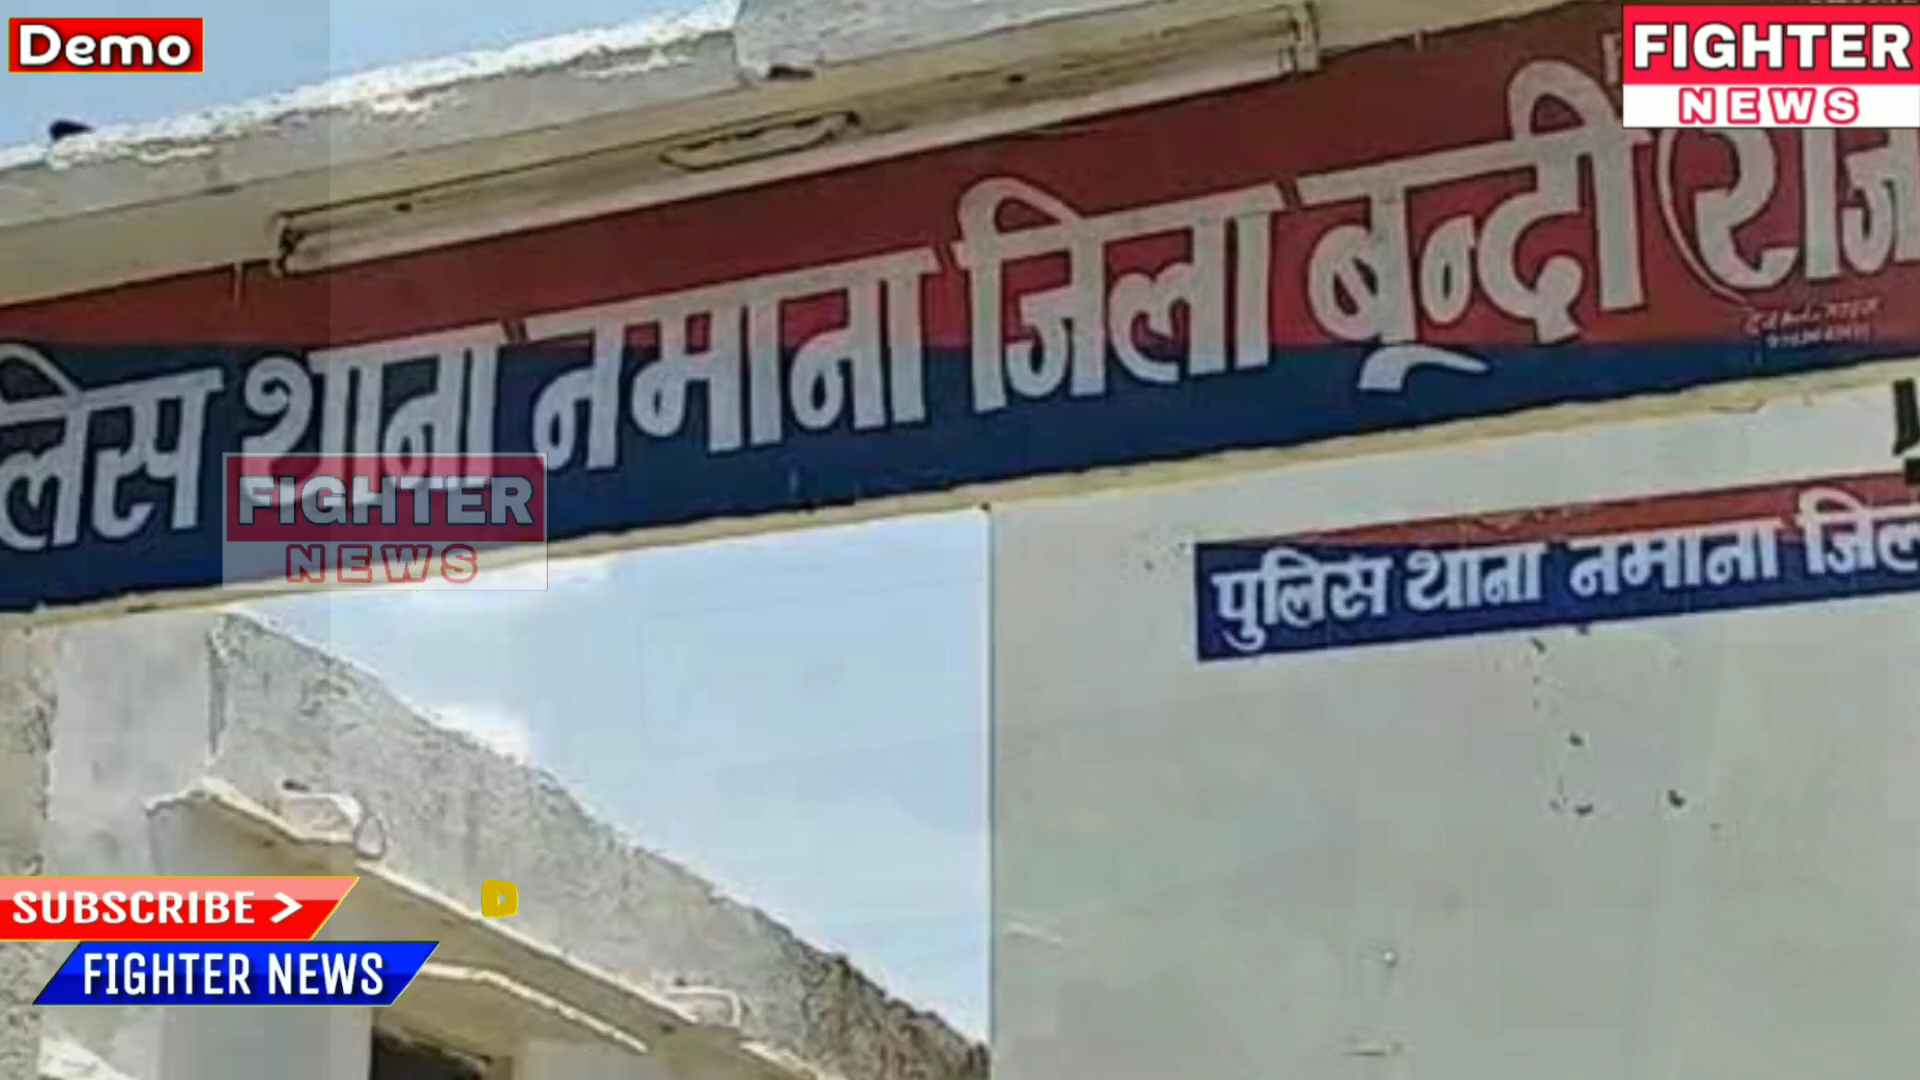 Demo
FIGHTER
NEWS
लिस थाना नमाना जिला बून्दी (राज
FIGHTER
NEWS
पुलिस थाना नमाना जिल
SUBSCRIBE >
FIGHTER NEWS